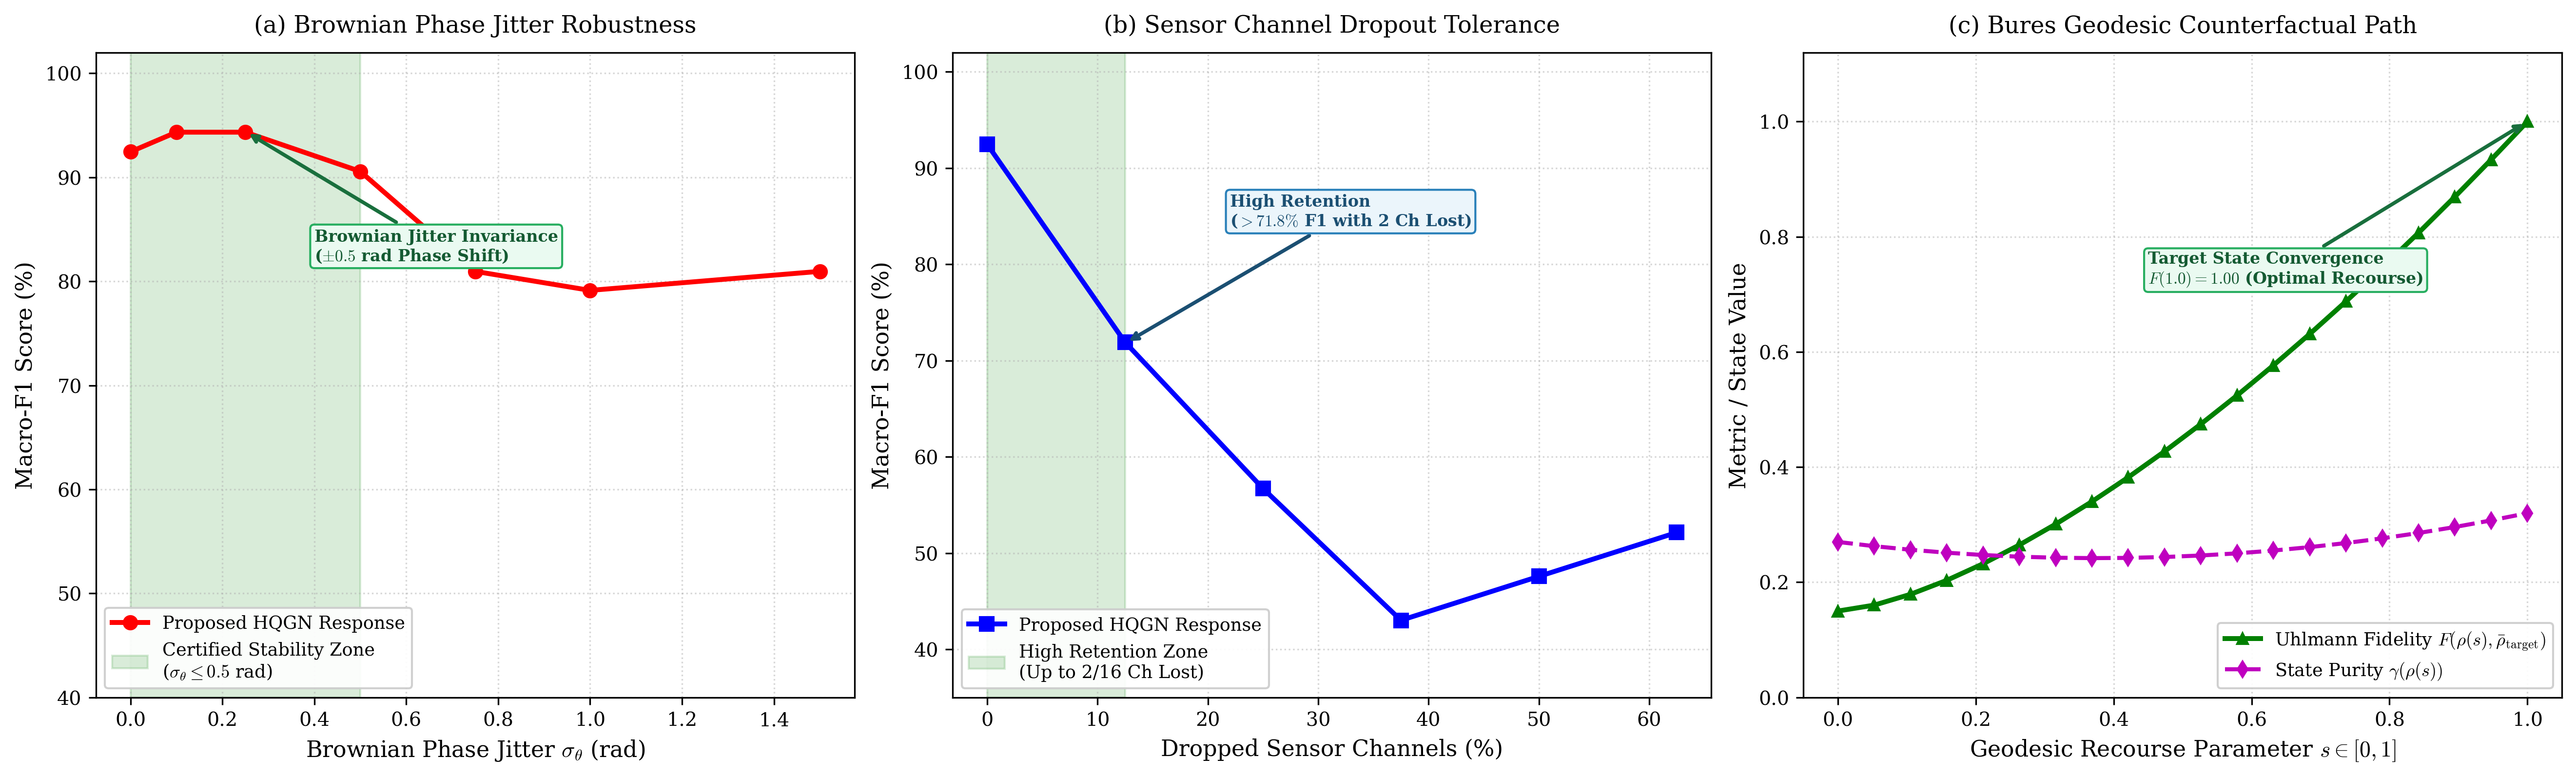 (a) Brownian Phase Jitter Robustness
100
90
80
70
60
50
40
Macro-F1 Score (%)
Brownian Jitter Invariance
(±0.5 rad Phase Shift)
Proposed HQGN Response
Certified Stability Zone
(σθ ≤ 0.5 rad)
0.0 0.2 0.4 0.6 0.8 1.0 1.2 1.4
Brownian Phase Jitter σθ (rad)
(b) Sensor Channel Dropout Tolerance
100
90
80
70
60
50
40
Macro-F1 Score (%)
High Retention
(>71.8% F1 with 2 Ch Lost)
Proposed HQGN Response
High Retention Zone
(Up to 2/16 Ch Lost)
0 10 20 30 40 50 60
Dropped Sensor Channels (%)
(c) Bures Geodesic Counterfactual Path
1.0
0.8
0.6
0.4
0.2
0.0
Metric / State Value
Target State Convergence
F(1.0) = 1.00 (Optimal Recourse)
Uhlmann Fidelity F(ρ(s), ρ̄target)
State Purity γ(ρ(s))
0.0 0.2 0.4 0.6 0.8 1.0
Geodesic Recourse Parameter s ∈ [0, 1]